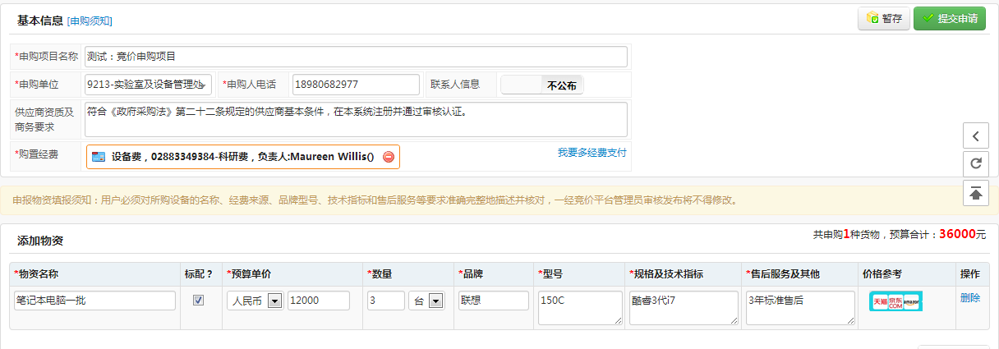 基本信息 [申购须知]
暂存
提交申请
*申购项目名称 测试：竞价申购项目
*申购单位 9213-实验室及设备管理处 *申购人电话 18980682977 联系人信息 不公布
供应商资质及商务要求 符合《政府采购法》第二十二条规定的供应商基本条件，在本系统注册并通过审核认证。
*购置经费 设备费，02883349384-科研费，负责人:Maureen Willis() 我要多经费支付
申报物资填报须知：用户必须对所购设备的名称、经费来源、品牌型号、技术指标和售后服务等要求准确完整地描述并核对，一经竞价平台管理员审核发布将不得修改。
添加物资
共申购1种货物，预算合计：36000元
*物资名称 标配？ *预算单价 *数量 *品牌 *型号 *规格及技术指标 *售后服务及其他 价格参考 操作
笔记本电脑一批 人民币 12000 3 台 联想 150C 酷睿3代i7 3年标准售后 天猫 京东 JD.COM amazon 删除